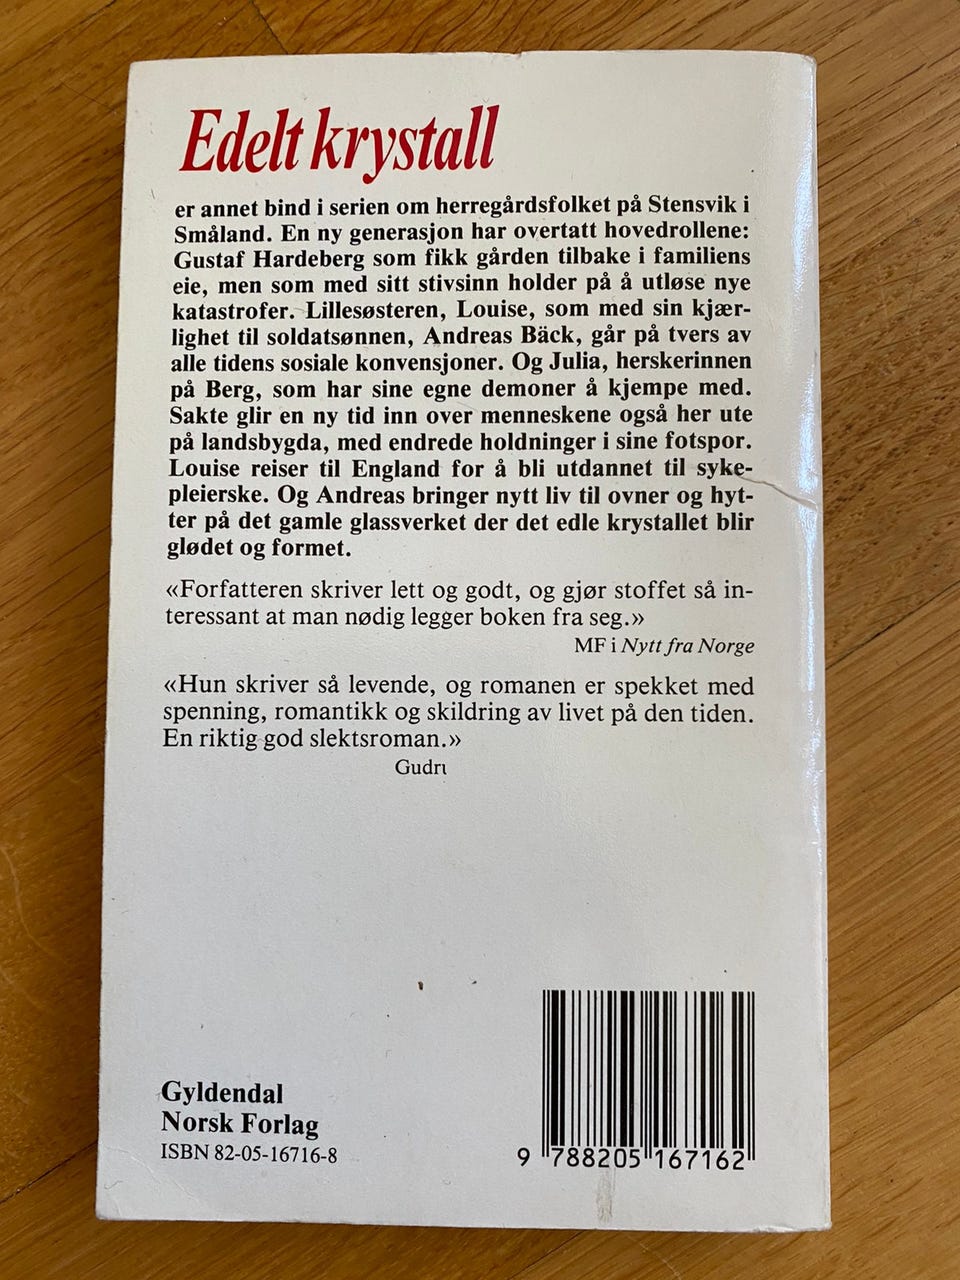 Edelt krystall
er annet bind i serien om herregårdsfolket på Stensvik i
Småland. En ny generasjon har overtatt hovedrollene:
Gustaf Hardeberg som fikk gården tilbake i familiens
eie, men som med sitt stivsinn holder på å utløse nye
katastrofer. Lillesøsteren, Louise, som med sin kjær-
lighet til soldatsønnen, Andreas Bäck, går på tvers av
alle tidens sosiale konvensjoner. Og Julia, herskerinnen
på Berg, som har sine egne demoner å kjempe med.
Sakte glir en ny tid inn over menneskene også her ute
på landsbygda, med endrede holdninger i sine fotspor.
Louise reiser til England for å bli utdannet til syke-
pleierske. Og Andreas bringer nytt liv til ovner og hyt-
ter på det gamle glassverket der det edle krystallet blir
glødet og formet.
«Forfatteren skriver lett og godt, og gjør stoffet så in-
teressant at man nødig legger boken fra seg.»
MF i Nytt fra Norge
«Hun skriver så levende, og romanen er spekket med
spenning, romantikk og skildring av livet på den tiden.
En riktig god slektsroman.»
Gyldendal
Norsk Forlag
ISBN 82-05-16716-8
9 788205 167162